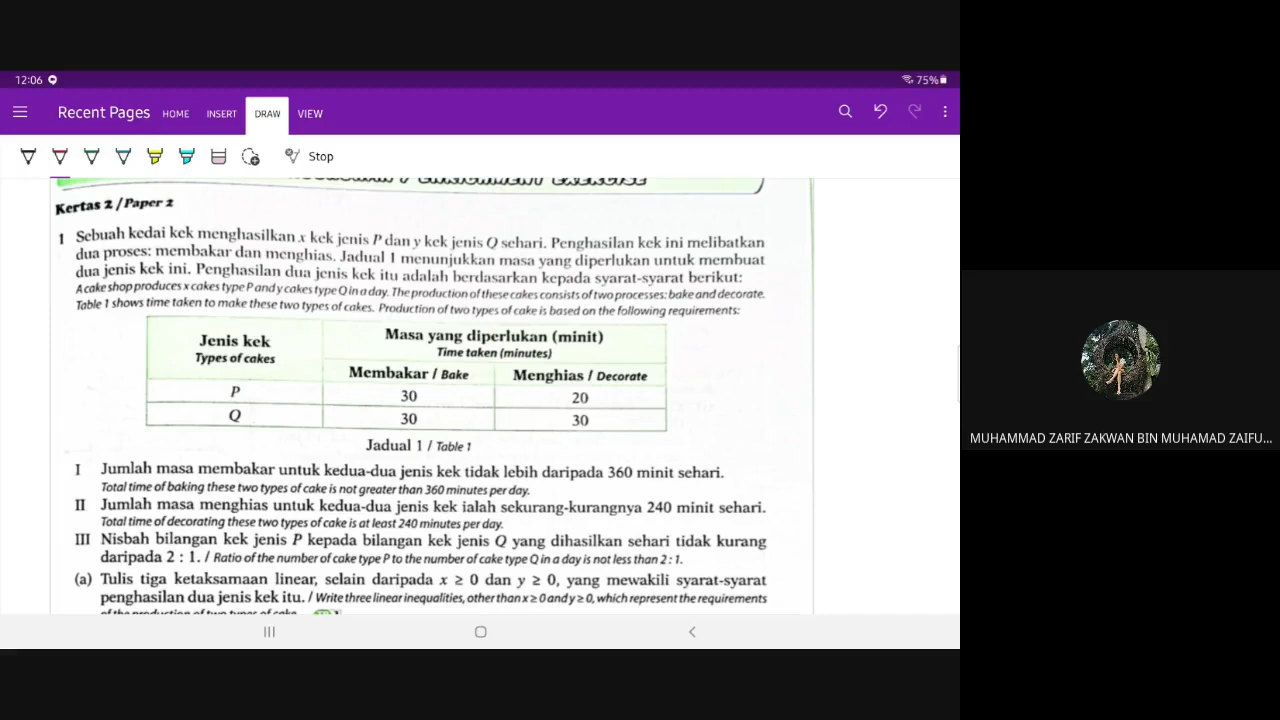 12:06
75%
Recent Pages HOME INSERT DRAW VIEW
Stop
ENRICHMENT EXERCISE
Kertas 2 / Paper 2
1 Sebuah kedai kek menghasilkan x kek jenis P dan y kek jenis Q sehari. Penghasilan kek ini melibatkan
dua proses: membakar dan menghias. Jadual 1 menunjukkan masa yang diperlukan untuk membuat
dua jenis kek ini. Penghasilan dua jenis kek itu adalah berdasarkan kepada syarat-syarat berikut:
A cake shop produces x cakes type P and y cakes type Q in a day. The production of these cakes consists of two processes: bake and decorate.
Table 1 shows time taken to make these two types of cakes. Production of two types of cake is based on the following requirements:
Jenis kek
Types of cakes
Masa yang diperlukan (minit)
Time taken (minutes)
Membakar / Bake
Menghias / Decorate
P 30 20
Q 30 30
Jadual 1 / Table 1
I Jumlah masa membakar untuk kedua-dua jenis kek tidak lebih daripada 360 minit sehari.
Total time of baking these two types of cake is not greater than 360 minutes per day.
II Jumlah masa menghias untuk kedua-dua jenis kek ialah sekurang-kurangnya 240 minit sehari.
Total time of decorating these two types of cake is at least 240 minutes per day.
III Nisbah bilangan kek jenis P kepada bilangan kek jenis Q yang dihasilkan sehari tidak kurang
daripada 2 : 1. / Ratio of the number of cake type P to the number of cake type Q in a day is not less than 2 : 1.
(a) Tulis tiga ketaksamaan linear, selain daripada x ≥ 0 dan y ≥ 0, yang mewakili syarat-syarat
penghasilan dua jenis kek itu. / Write three linear inequalities, other than x ≥ 0 and y ≥ 0, which represent the requirements
of the production of two types of cake.
MUHAMMAD ZARIF ZAKWAN BIN MUHAMAD ZAIFU...